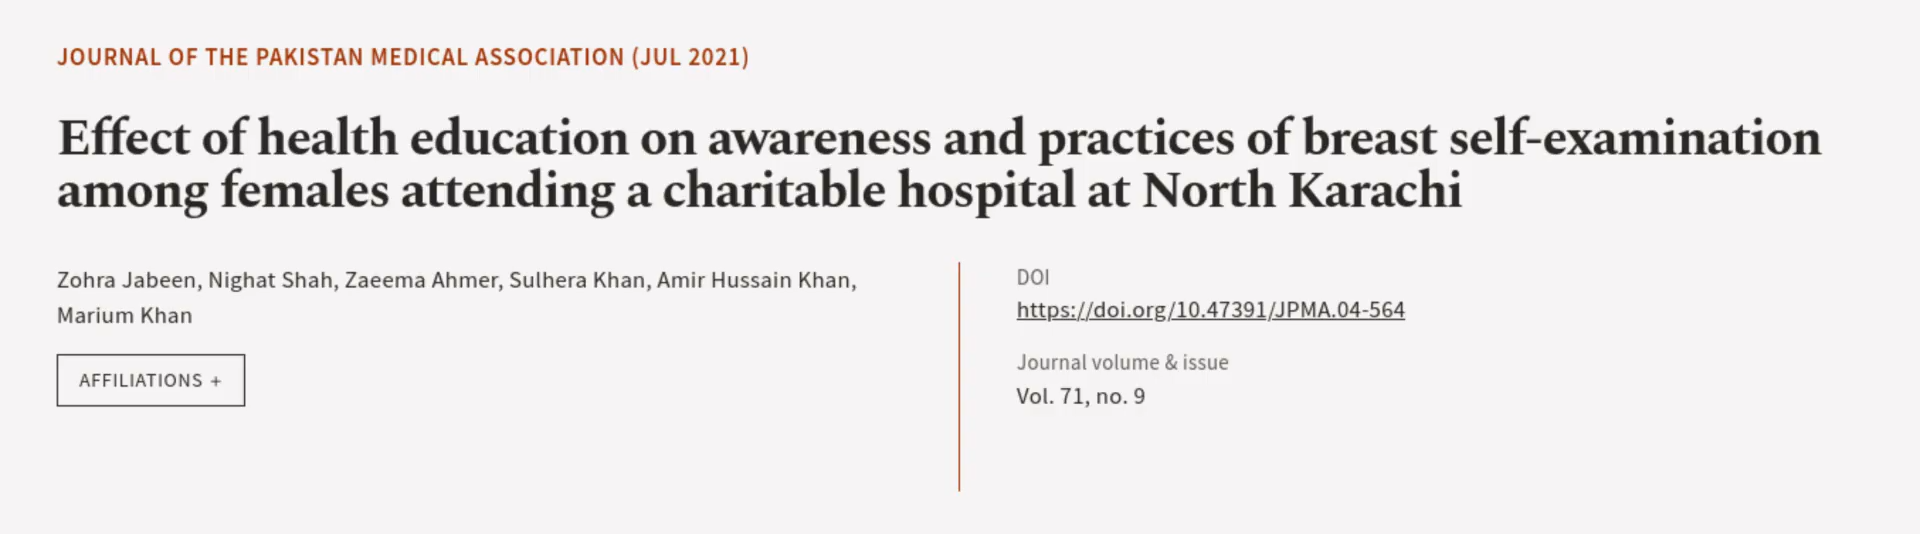 JOURNAL OF THE PAKISTAN MEDICAL ASSOCIATION (JUL 2021)
Effect of health education on awareness and practices of breast self-examination
among females attending a charitable hospital at North Karachi
Zohra Jabeen, Nighat Shah, Zaeema Ahmer, Sulhera Khan, Amir Hussain Khan,
Marium Khan
AFFILIATIONS +
DOI
https://doi.org/10.47391/JPMA.04-564
Journal volume & issue
Vol. 71, no. 9